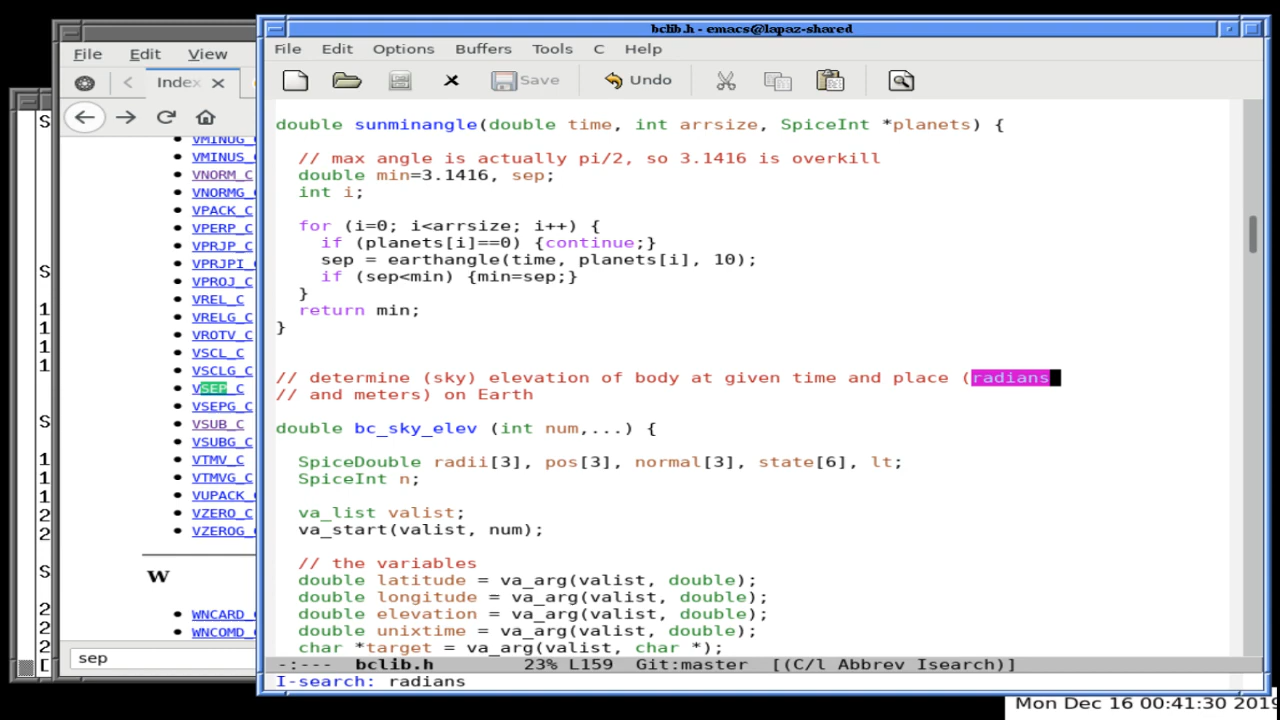 bclib.h - emacs@lapaz-shared
File Edit View
File Edit Options Buffers Tools C Help
Index
Save Undo
VMINUG_C
VMINUS_C
VNORM_C
VNORMG_
VPACK_C
VPERP_C
VPRJP_C
VPRJPI_C
VPROJ_C
VREL_C
VRELG_C
VROTV_C
VSCL_C
VSCLG_C
VSEP_C
VSEPG_C
VSUB_C
VSUBG_C
VTMV_C
VTMVG_C
VUPACK_
VZERO_C
VZEROG_
W
WNCARD_
WNCOMD_
sep
double sunminangle(double time, int arrsize, SpiceInt *planets) {
// max angle is actually pi/2, so 3.1416 is overkill
double min=3.1416, sep;
int i;
for (i=0; i<arrsize; i++) {
if (planets[i]==0) {continue;}
sep = earthangle(time, planets[i], 10);
if (sep<min) {min=sep;}
}
return min;
}
// determine (sky) elevation of body at given time and place (radians
// and meters) on Earth
double bc_sky_elev (int num,...) {
SpiceDouble radii[3], pos[3], normal[3], state[6], lt;
SpiceInt n;
va_list valist;
va_start(valist, num);
// the variables
double latitude = va_arg(valist, double);
double longitude = va_arg(valist, double);
double elevation = va_arg(valist, double);
double unixtime = va_arg(valist, double);
char *target = va_arg(valist, char *);
-:--- bclib.h 23% L159 Git:master [(C/l Abbrev Isearch)]
I-search: radians
Mon Dec 16 00:41:30 2019